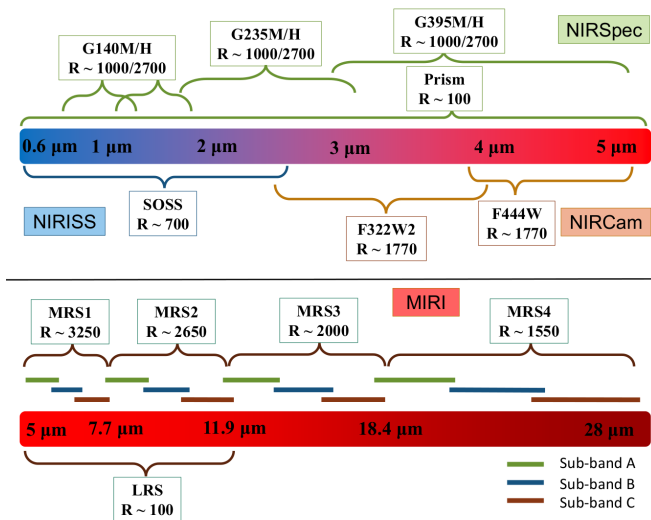 G140M/H
R ~ 1000/2700
G235M/H
R ~ 1000/2700
G395M/H
R ~ 1000/2700
NIRSpec
Prism
R ~ 100
0.6 µm 1 µm 2 µm 3 µm 4 µm 5 µm
NIRISS
SOSS
R ~ 700
F322W2
R ~ 1770
F444W
R ~ 1770
NIRCam
MIRI
MRS1
R ~ 3250
MRS2
R ~ 2650
MRS3
R ~ 2000
MRS4
R ~ 1550
5 µm 7.7 µm 11.9 µm 18.4 µm 28 µm
LRS
R ~ 100
Sub-band A
Sub-band B
Sub-band C